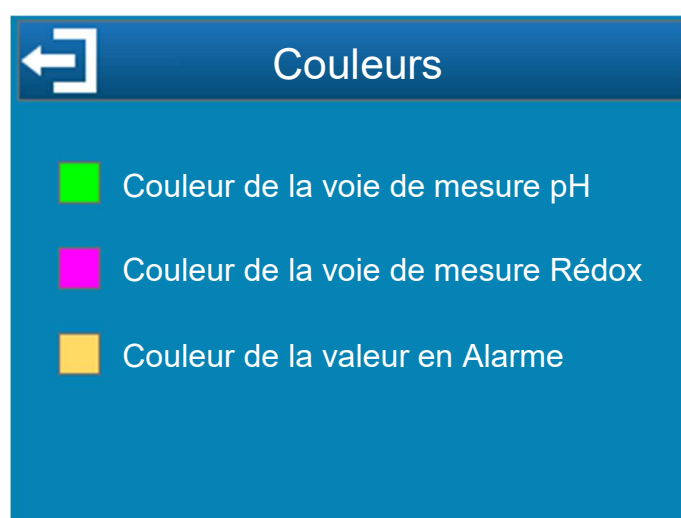 Couleurs
Couleur de la voie de mesure pH
Couleur de la voie de mesure Rédox
Couleur de la valeur en Alarme